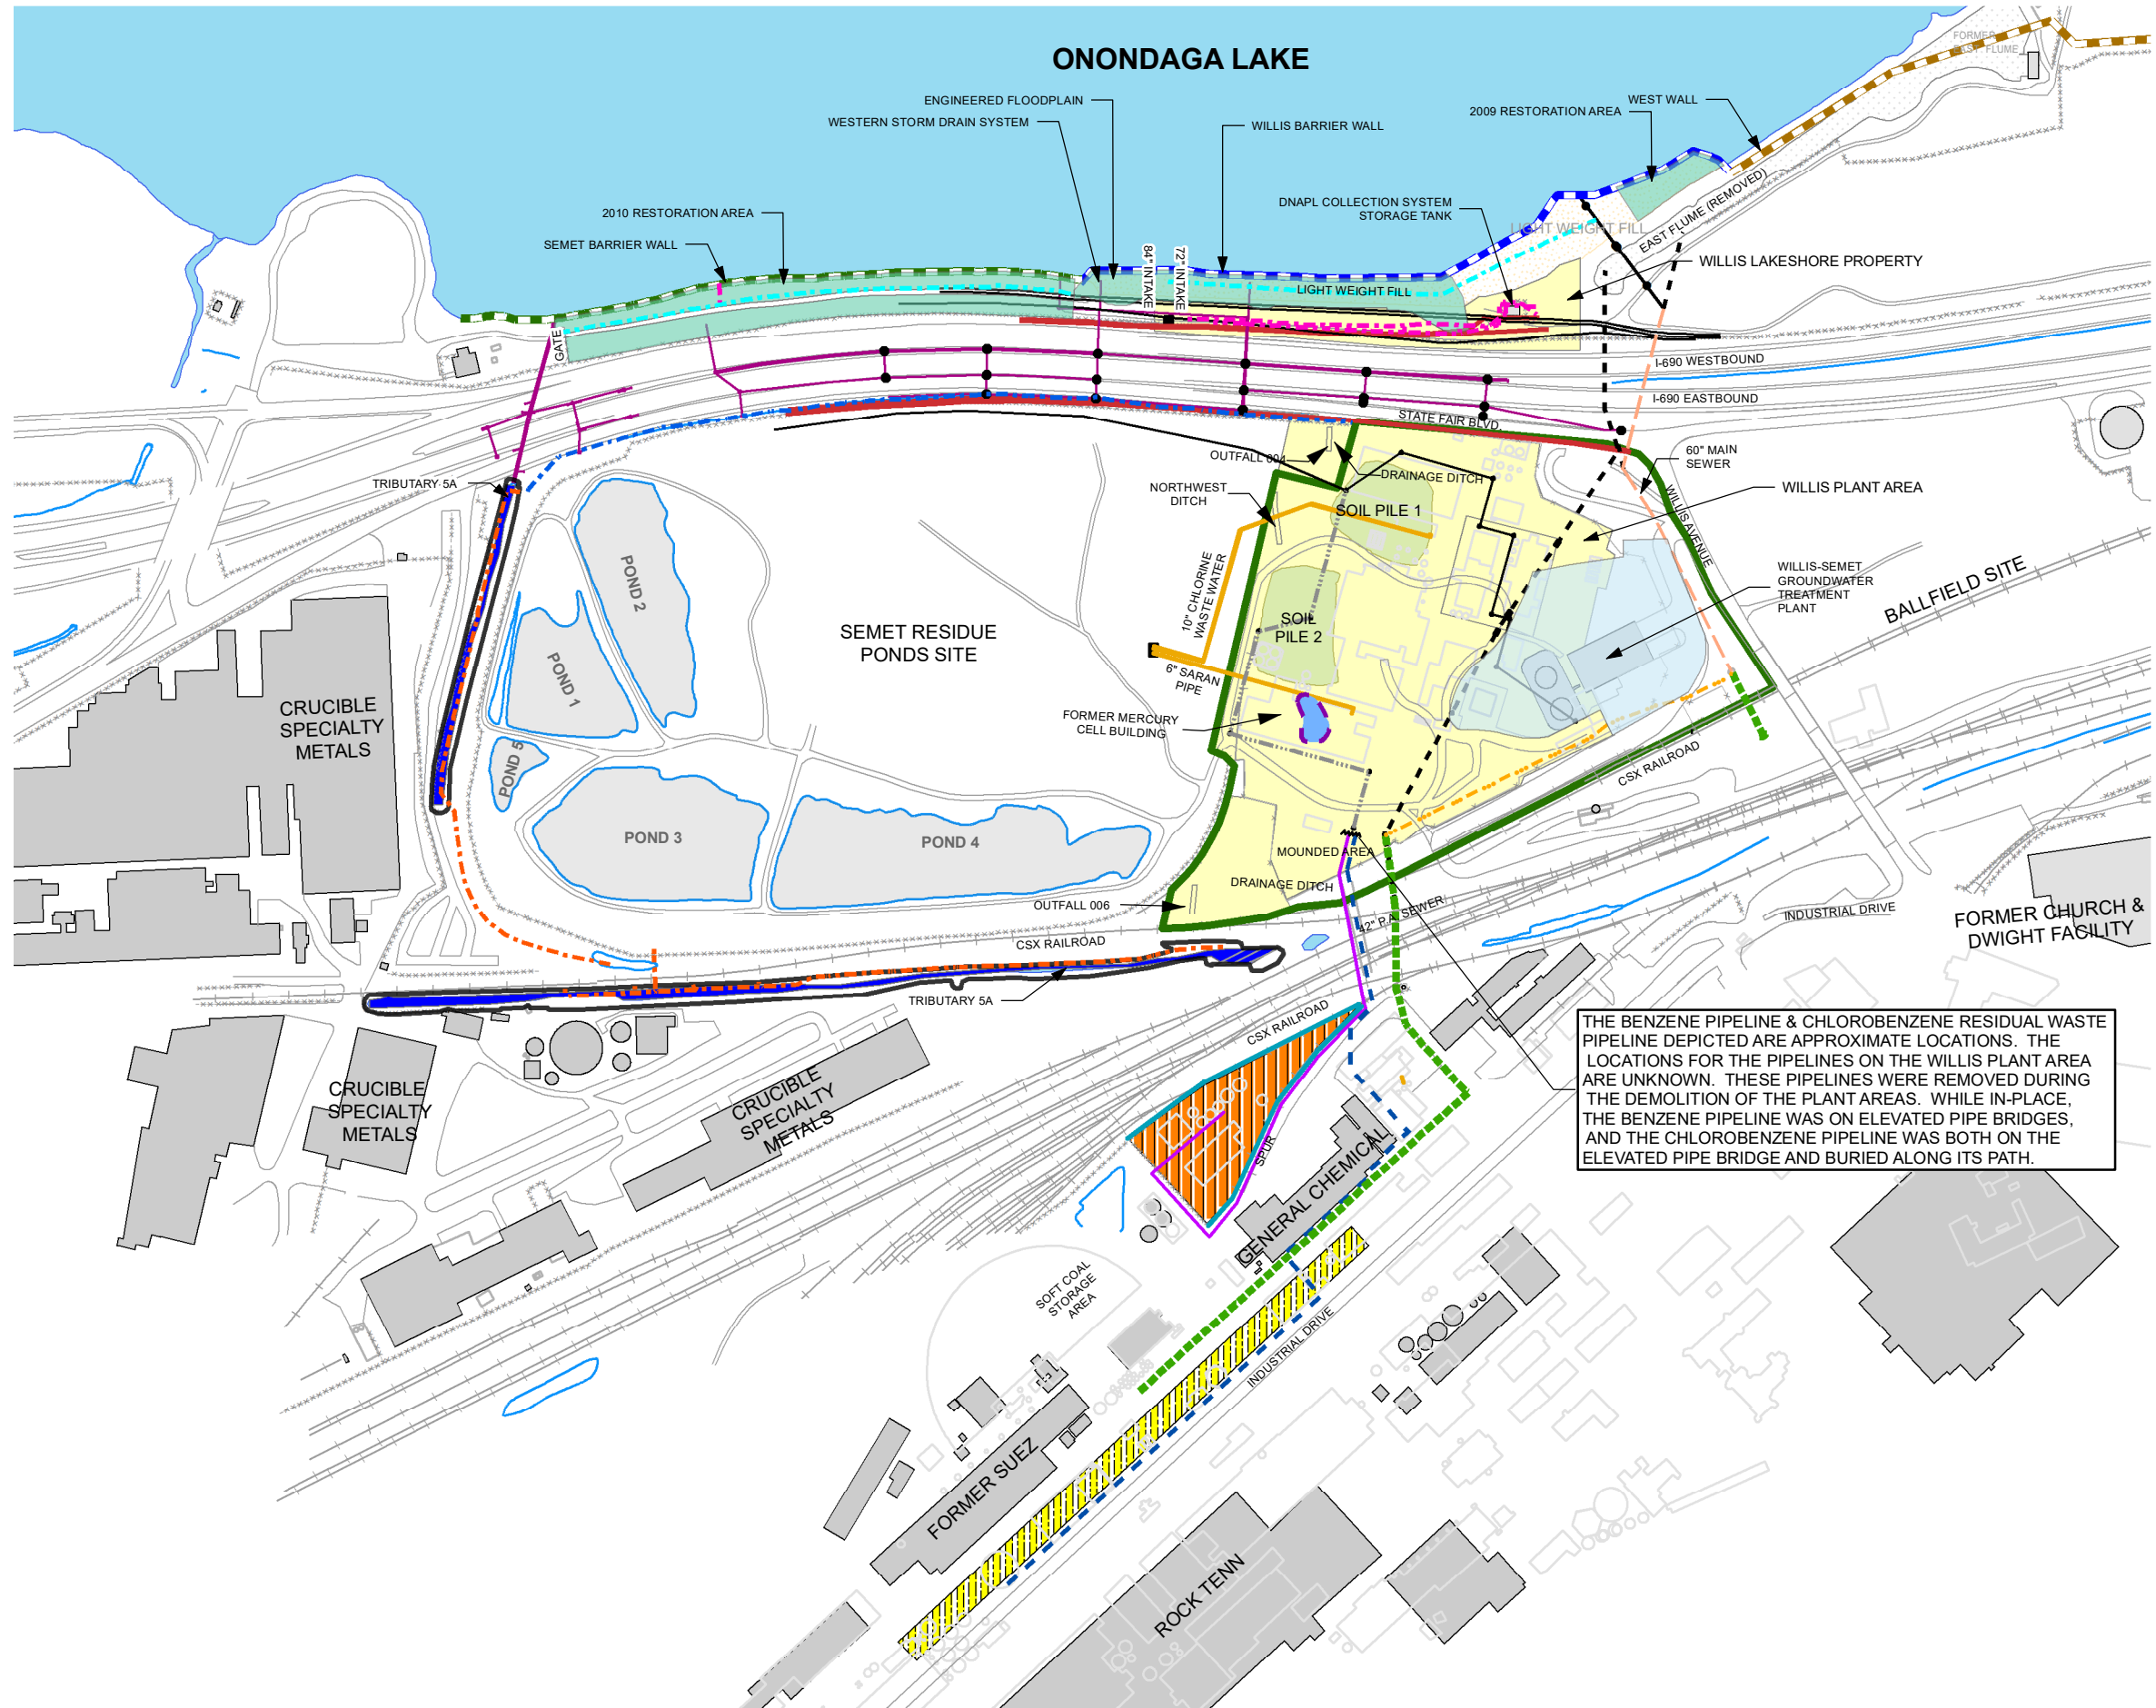 ONONDAGA LAKE
FORMER
EAST FLUME
ENGINEERED FLOODPLAIN
WESTERN STORM DRAIN SYSTEM
WILLIS BARRIER WALL
2009 RESTORATION AREA
WEST WALL
2010 RESTORATION AREA
SEMET BARRIER WALL
DNAPL COLLECTION SYSTEM
STORAGE TANK
LIGHT WEIGHT FILL
EAST FLUME (REMOVED)
WILLIS LAKESHORE PROPERTY
84" INTAKE
72" INTAKE
LIGHT WEIGHT FILL
GATE
I-690 WESTBOUND
I-690 EASTBOUND
STATE FAIR BLVD.
OUTFALL 004
DRAINAGE DITCH
60" MAIN
SEWER
TRIBUTARY 5A
NORTHWEST
DITCH
SOIL PILE 1
WILLIS PLANT AREA
WILLIS AVENUE
POND 2
10" CHLORINE
WASTE WATER
WILLIS-SEMET
GROUNDWATER
TREATMENT
PLANT
BALLFIELD SITE
SEMET RESIDUE
PONDS SITE
SOIL
PILE 2
POND 1
6" SARAN
PIPE
CRUCIBLE
SPECIALTY
METALS
FORMER MERCURY
CELL BUILDING
POND 5
CSX RAILROAD
POND 3
POND 4
MOUNDED AREA
DRAINAGE DITCH
OUTFALL 006
42" P.A. SEWER
INDUSTRIAL DRIVE
FORMER CHURCH &
DWIGHT FACILITY
CSX RAILROAD
TRIBUTARY 5A
CSX RAILROAD
THE BENZENE PIPELINE & CHLOROBENZENE RESIDUAL WASTE
PIPELINE DEPICTED ARE APPROXIMATE LOCATIONS. THE
LOCATIONS FOR THE PIPELINES ON THE WILLIS PLANT AREA
ARE UNKNOWN. THESE PIPELINES WERE REMOVED DURING
THE DEMOLITION OF THE PLANT AREAS. WHILE IN-PLACE,
THE BENZENE PIPELINE WAS ON ELEVATED PIPE BRIDGES,
AND THE CHLOROBENZENE PIPELINE WAS BOTH ON THE
ELEVATED PIPE BRIDGE AND BURIED ALONG ITS PATH.
CRUCIBLE
SPECIALTY
METALS
CRUCIBLE
SPECIALTY
METALS
SPUR
GENERAL CHEMICAL
SOFT COAL
STORAGE
AREA
INDUSTRIAL DRIVE
FORMER SUEZ
ROCK TENN